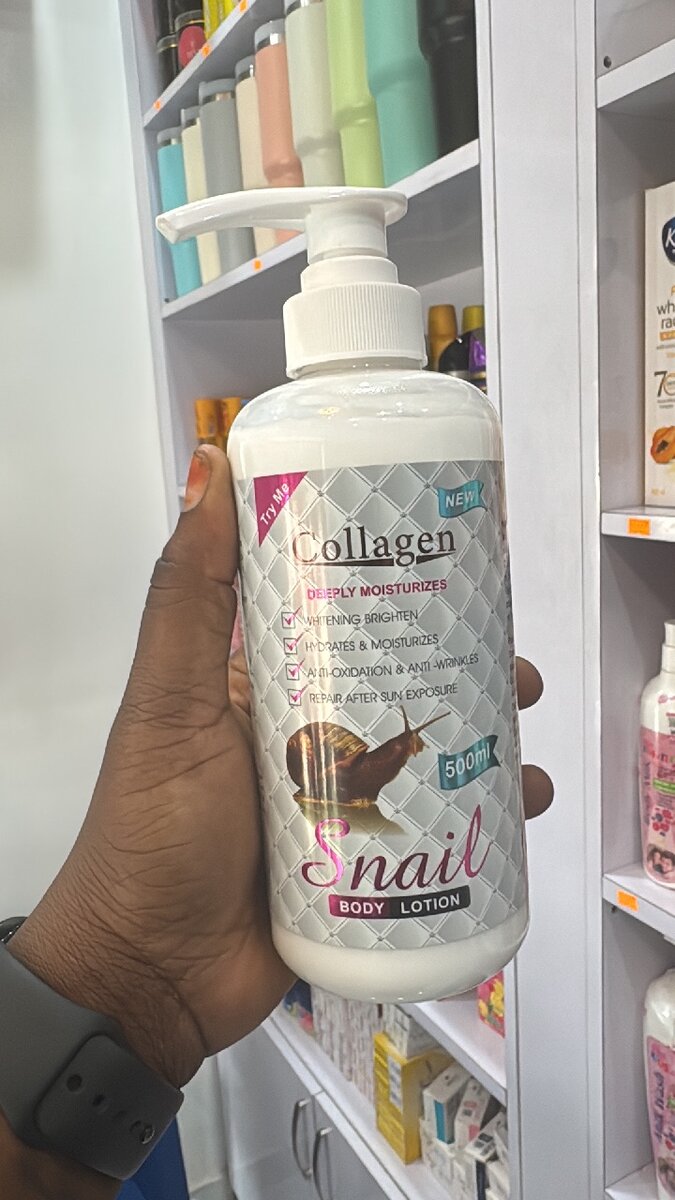 Try Me
NEW
Collagen
DEEPLY MOISTURIZES
WHITENING BRIGHTEN
HYDRATES & MOISTURIZES
ANTI-OXIDATION & ANTI-WRINKLES
REPAIR AFTER SUN EXPOSURE
500ml
Snail
BODY LOTION